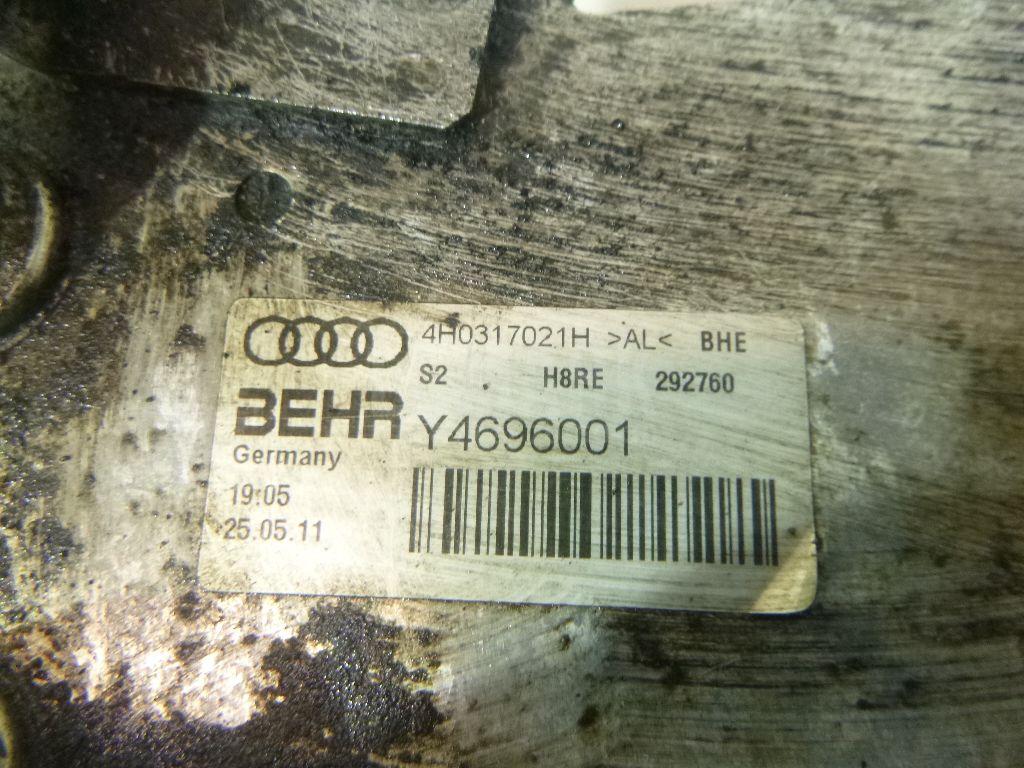 4H0317021H >AL< BHE
S2 H8RE 292760
BEHR Y4696001
Germany
19:05
25.05.11